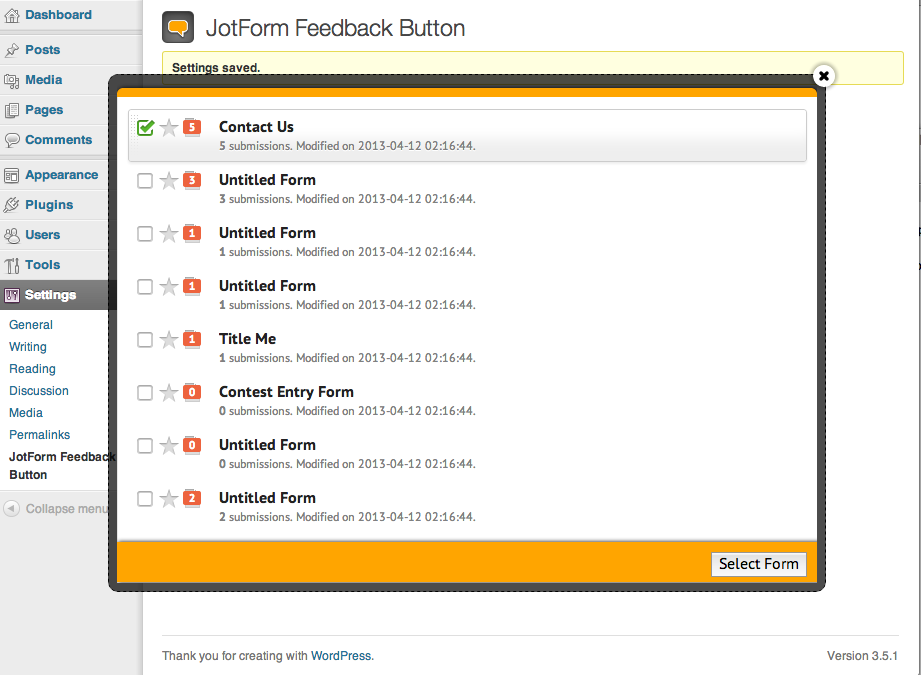 Dashboard
Posts
Media
Pages
Comments
Appearance
Plugins
Users
Tools
Settings
General
Writing
Reading
Discussion
Media
Permalinks
JotForm Feedback
Button
Collapse menu
JotForm Feedback Button
Settings saved.
5 Contact Us
5 submissions. Modified on 2013-04-12 02:16:44.
3 Untitled Form
3 submissions. Modified on 2013-04-12 02:16:44.
1 Untitled Form
1 submissions. Modified on 2013-04-12 02:16:44.
1 Untitled Form
1 submissions. Modified on 2013-04-12 02:16:44.
1 Title Me
1 submissions. Modified on 2013-04-12 02:16:44.
0 Contest Entry Form
0 submissions. Modified on 2013-04-12 02:16:44.
0 Untitled Form
0 submissions. Modified on 2013-04-12 02:16:44.
2 Untitled Form
2 submissions. Modified on 2013-04-12 02:16:44.
Select Form
Thank you for creating with WordPress.
Version 3.5.1